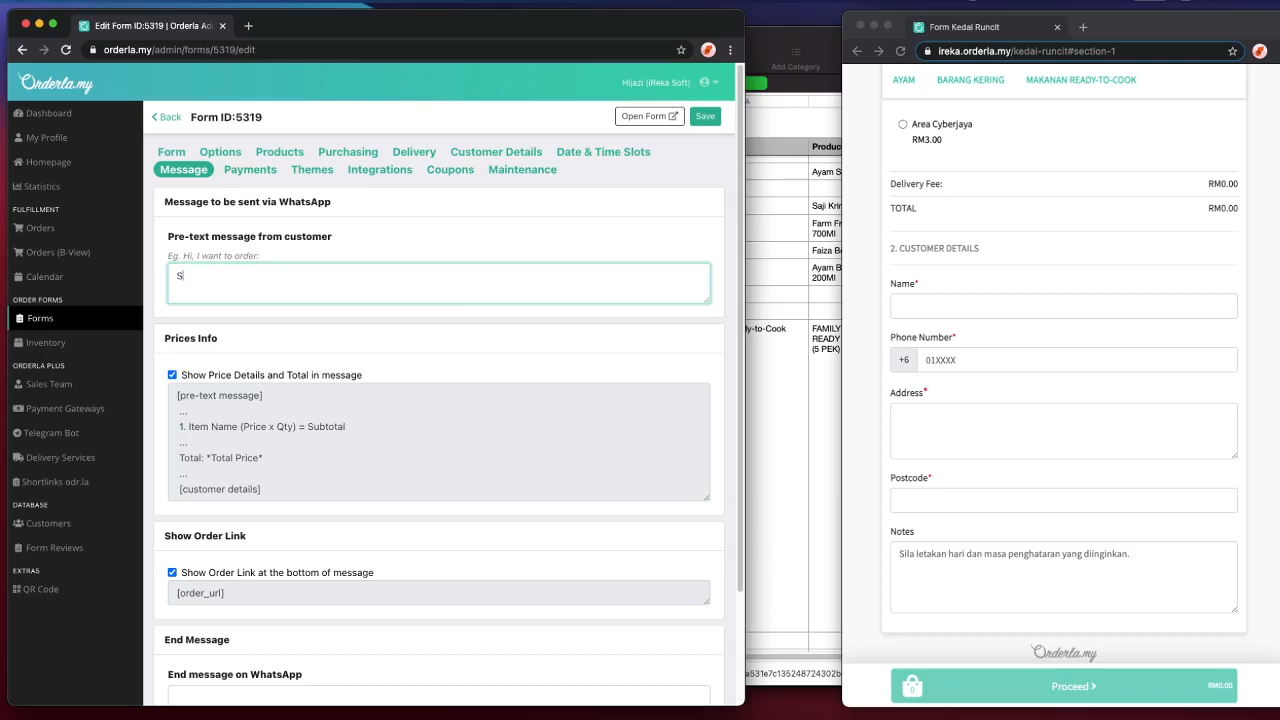 Edit Form ID:5319 | Orderla Ad
orderla.my/admin/forms/5319/edit
Orderla.my
Hijazi (iReka Soft)
Dashboard
My Profile
Homepage
Statistics
FULFILLMENT
Orders
Orders (B-View)
Calendar
ORDER FORMS
Forms
Inventory
ORDERLA PLUS
Sales Team
Payment Gateways
Telegram Bot
Delivery Services
Shortlinks odr.la
DATABASE
Customers
Form Reviews
EXTRAS
QR Code
Back
Form ID:5319
Open Form
Save
Form Options Products Purchasing Delivery Customer Details Date & Time Slots
Message Payments Themes Integrations Coupons Maintenance
Message to be sent via WhatsApp
Pre-text message from customer
Eg. Hi, I want to order:
S
Prices Info
Show Price Details and Total in message
[pre-text message]
...
1. Item Name (Price x Qty) = Subtotal
...
Total: *Total Price*
...
[customer details]
Show Order Link
Show Order Link at the bottom of message
[order_url]
End Message
End message on WhatsApp
Add Category
A
Produc
Ayam S
Saji Krim
Farm Fr
700Ml
Faiza Be
Ayam B
200Ml
ly-to-Cook
FAMILY
READY
(5 PEK)
a531e7c135248724302b
Form Kedai Runcit
ireka.orderla.my/kedai-runcit#section-1
AYAM BARANG KERING MAKANAN READY-TO-COOK
Area Cyberjaya
RM3.00
Delivery Fee: RM0.00
TOTAL RM0.00
2. CUSTOMER DETAILS
Name*
Phone Number*
+6 01XXXX
Address*
Postcode*
Notes
Sila letakan hari dan masa penghataran yang diinginkan.
Orderla.my
0 Proceed RM0.00